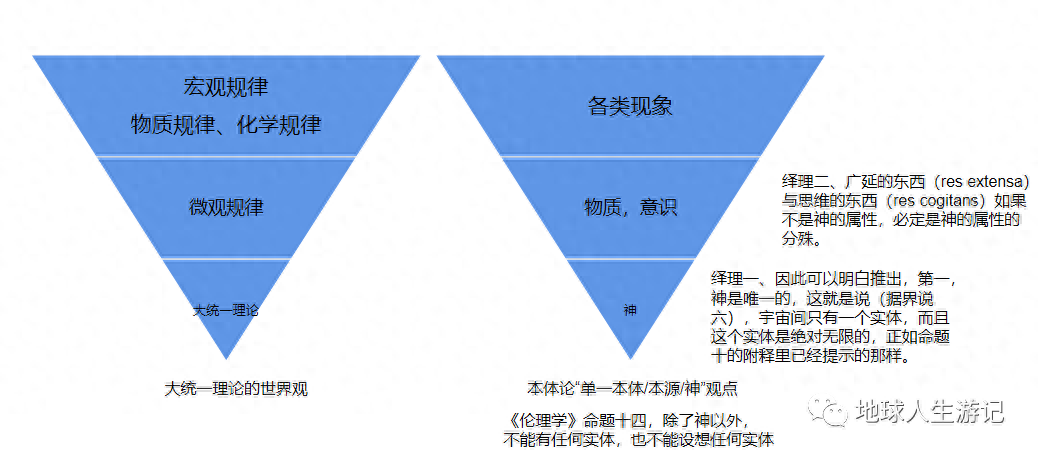 宏观规律
物质规律、化学规律
微观规律
大统一理论
大统一理论的世界观
各类现象
物质，意识
神
本体论“单一本体/本源/神”观点
《伦理学》命题十四，除了神以外，
不能有任何实体，也不能设想任何实体
绎理二、广延的东西（res extensa）
与思维的东西（res cogitans）如果
不是神的属性，必定是神的属性的
分殊。
绎理一、因此可以明白推出，第一，
神是唯一的，这就是说（据界说
六），宇宙间只有一个实体，而且
这个实体是绝对无限的，正如命题
十的附释里已经提示的那样。
地球人生游记